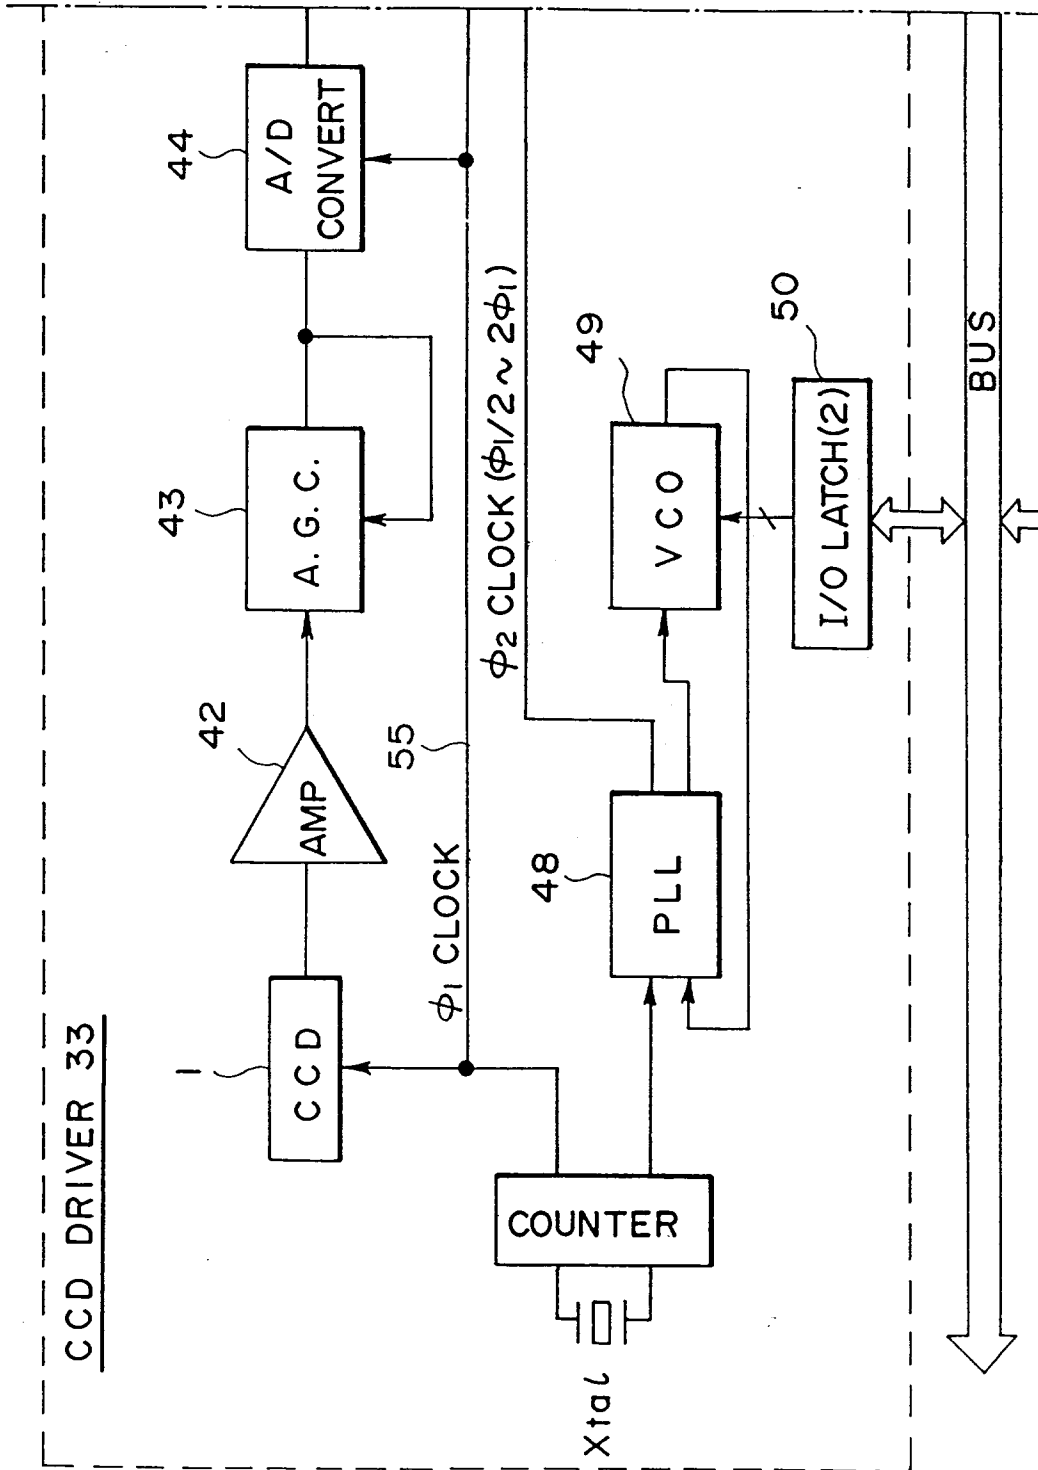 CCD DRIVER 33
1
CCD
42
AMP
43
A.G.C.
44
A/D
CONVERT
ϕ1 CLOCK
55
ϕ2 CLOCK (ϕ1/2 ~ 2ϕ1)
Xtal
COUNTER
48
PLL
49
VCO
50
I/O LATCH(2)
BUS